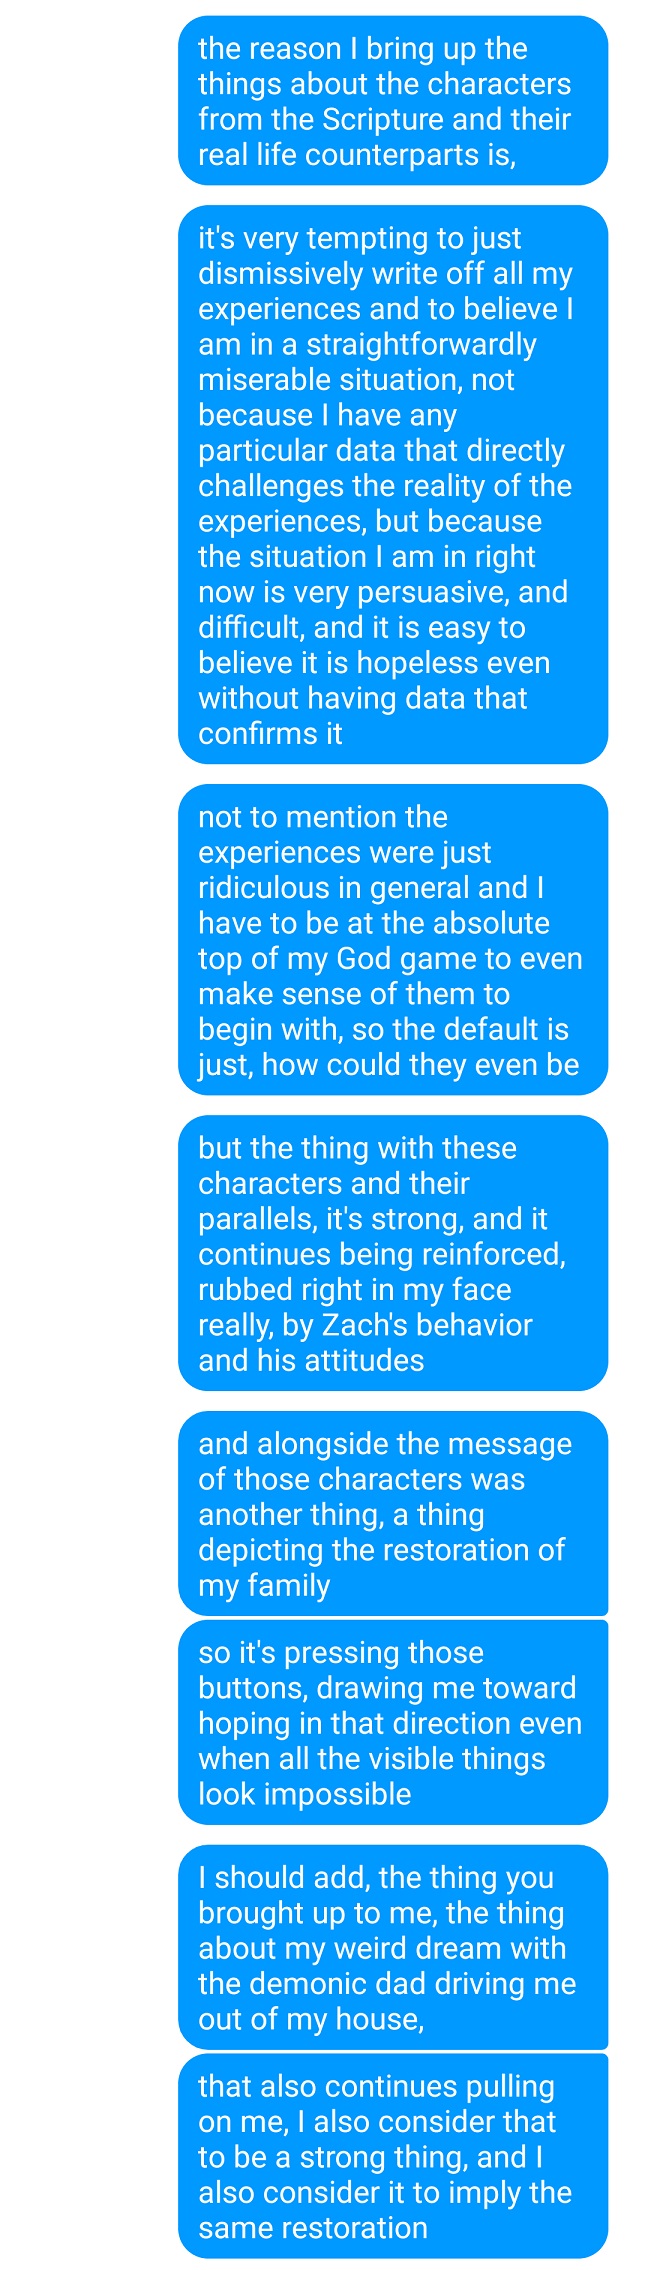 the reason I bring up the
things about the characters
from the Scripture and their
real life counterparts is,
it's very tempting to just
dismissively write off all my
experiences and to believe I
am in a straightforwardly
miserable situation, not
because I have any
particular data that directly
challenges the reality of the
experiences, but because
the situation I am in right
now is very persuasive, and
difficult, and it is easy to
believe it is hopeless even
without having data that
confirms it
not to mention the
experiences were just
ridiculous in general and I
have to be at the absolute
top of my God game to even
make sense of them to
begin with, so the default is
just, how could they even be
but the thing with these
characters and their
parallels, it's strong, and it
continues being reinforced,
rubbed right in my face
really, by Zach's behavior
and his attitudes
and alongside the message
of those characters was
another thing, a thing
depicting the restoration of
my family
so it's pressing those
buttons, drawing me toward
hoping in that direction even
when all the visible things
look impossible
I should add, the thing you
brought up to me, the thing
about my weird dream with
the demonic dad driving me
out of my house,
that also continues pulling
on me, I also consider that
to be a strong thing, and I
also consider it to imply the
same restoration